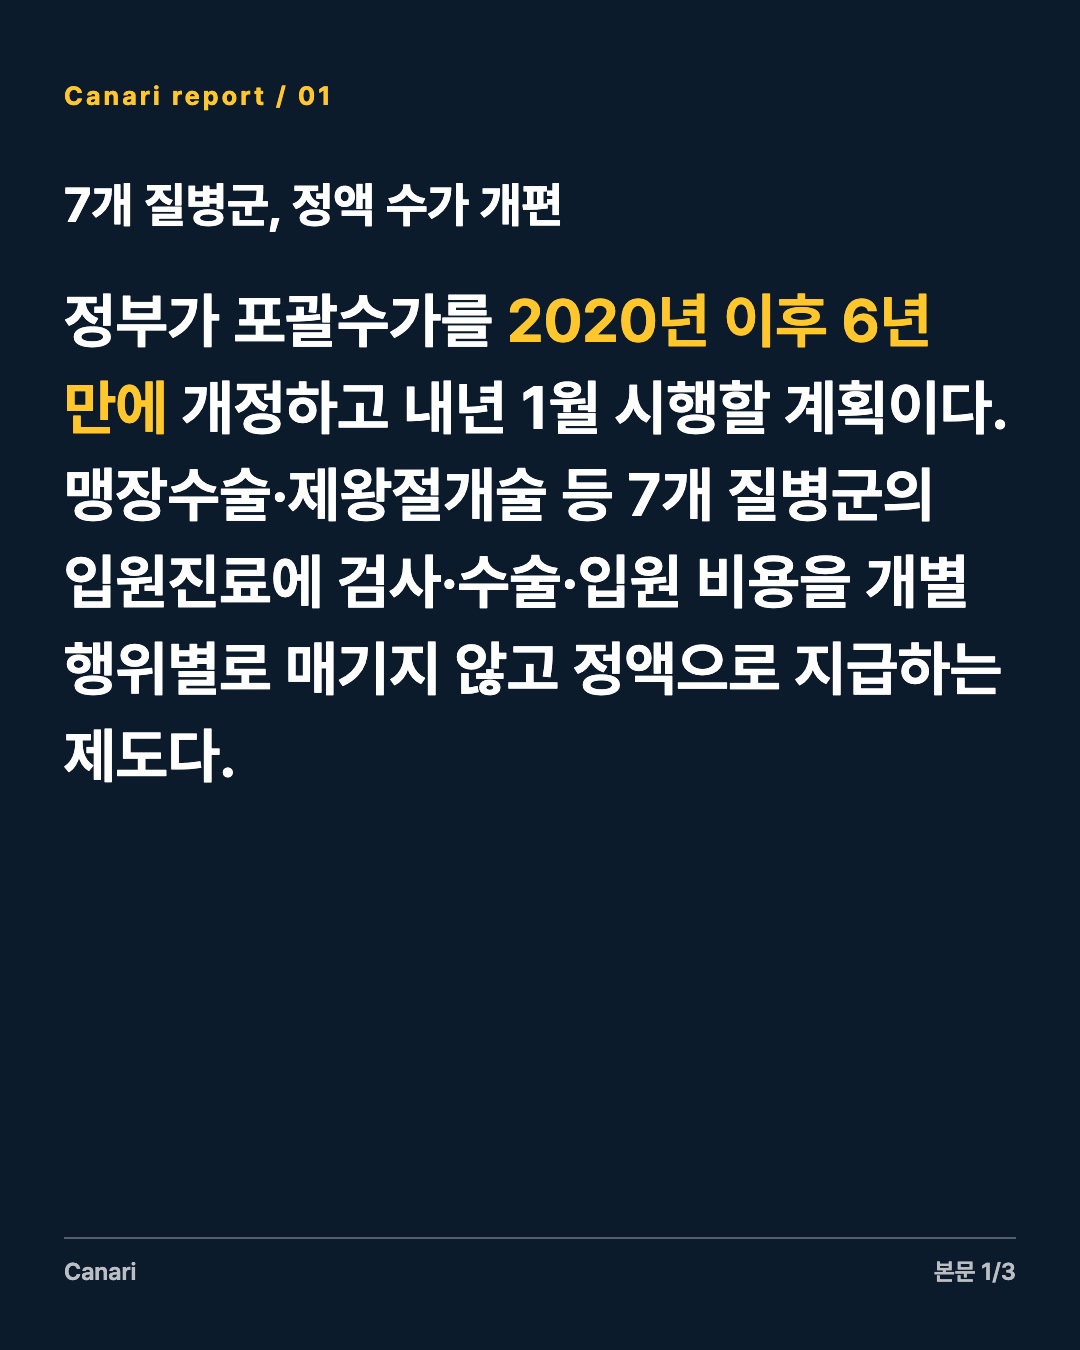 Canari report / 01
7개 질병군, 정액 수가 개편
정부가 포괄수가를 2020년 이후 6년
만에 개정하고 내년 1월 시행할 계획이다.
맹장수술·제왕절개술 등 7개 질병군의
입원진료에 검사·수술·입원 비용을 개별
행위별로 매기지 않고 정액으로 지급하는
제도다.
Canari
본문 1/3